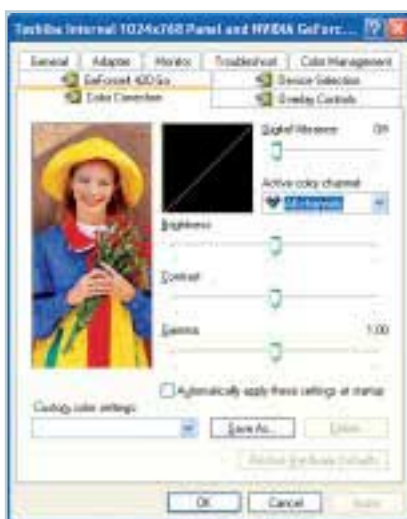 Toshiba Internal 1024x768 Panel and NVIDIA GeForc...
General Adapter Monitor Troubleshoot Color Management
GeForce4 420 Go Device Selection
Color Correction Overlay Controls
Digital Vibrance Off
Active color channel
All channels
Brightness
Contrast
Gamma 1.00
Automatically apply these settings at startup
Custom color settings:
Save As...
Delete...
Restore Hardware Defaults
OK Cancel Apply